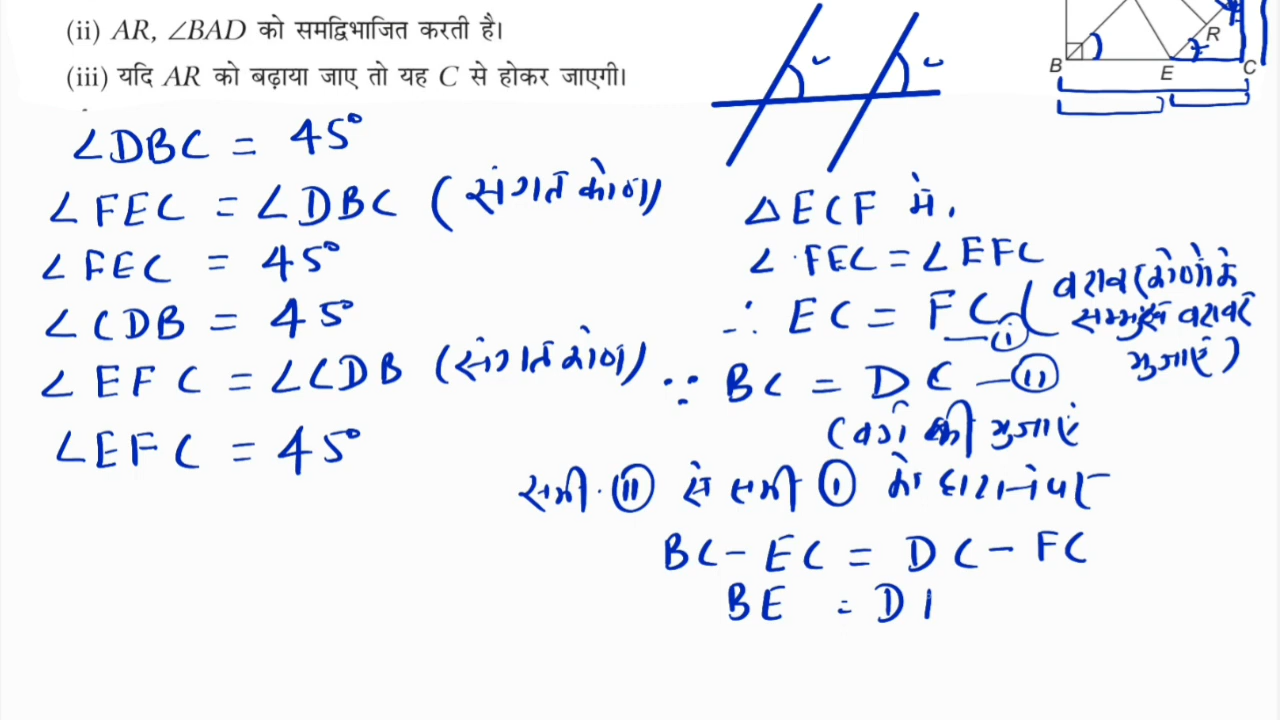 (ii) AR, ∠BAD को समद्विभाजित करती है।
(iii) यदि AR को बढ़ाया जाए तो यह C से होकर जाएगी।
R
B E C
∠DBC = 45°
∠FEC = ∠DBC (संगत कोण)
∠FEC = 45°
∠CDB = 45°
∠EFC = ∠CDB (संगत कोण)
∠EFC = 45°
△ECF में,
∠FEC = ∠EFC
∴ EC = FC (बराबर कोणों के
सम्मुख बराबर
भुजाएं)
—(i)
∵ BC = DC —(ii)
(वर्ग की भुजाएं
समी. (ii) से समी (i) को घटाने पर
BC - EC = DC - FC
BE = D